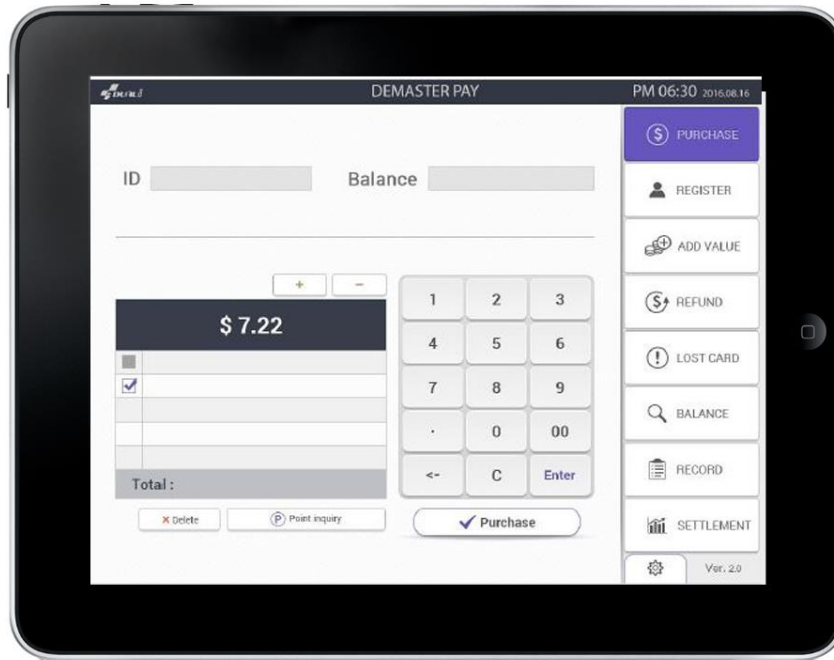 DEMASTER PAY
PM 06:30 2016.08.16
ID
Balance
+ -
$ 7.22
Total :
× Delete
P Point inquiry
1 2 3
4 5 6
7 8 9
· 0 00
<- C Enter
Purchase
$ PURCHASE
REGISTER
ADD VALUE
$ REFUND
! LOST CARD
BALANCE
RECORD
SETTLEMENT
Ver. 2.0